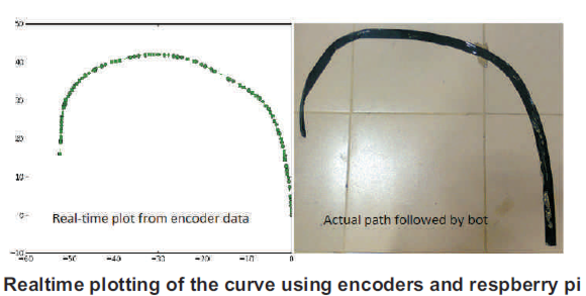 50
40
30
20
10
0
Real-time plot from encoder data
Actual path followed by bot
-10
-60 -50 -40 -30 -20 -10 0
Realtime plotting of the curve using encoders and respberry pi